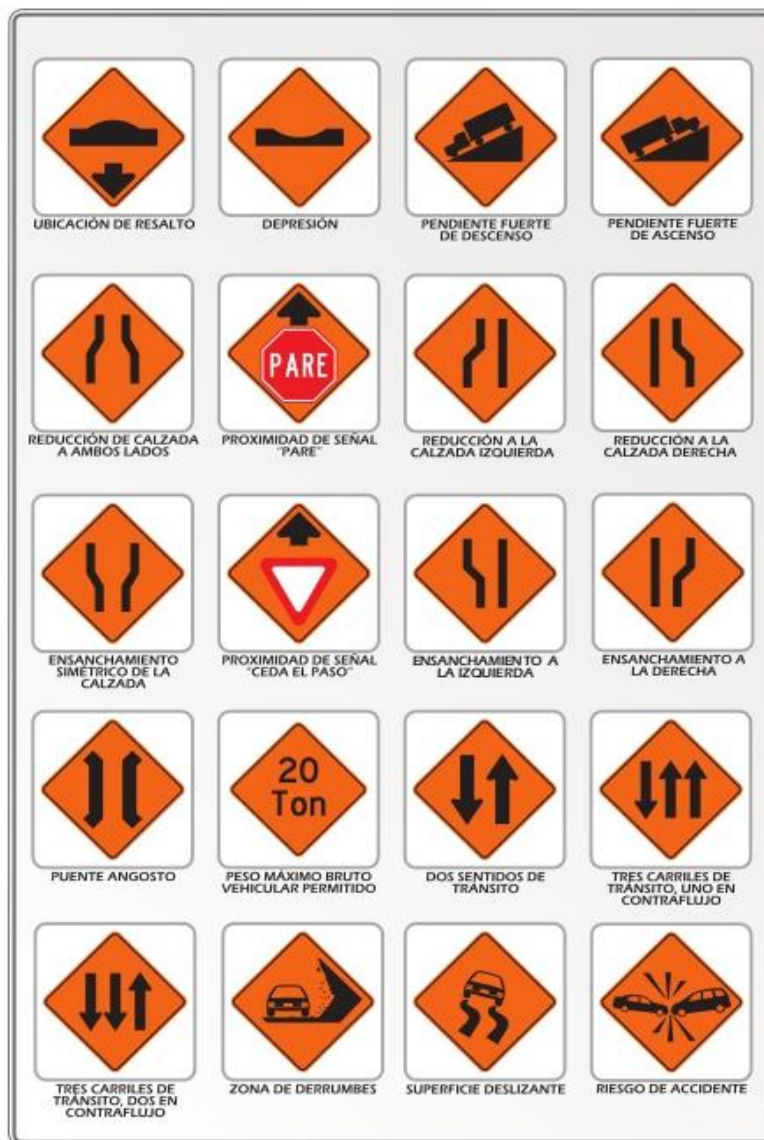 UBICACIÓN DE RESALTO
DEPRESIÓN
PENDIENTE FUERTE
DE DESCENSO
PENDIENTE FUERTE
DE ASCENSO
PARE
REDUCCIÓN DE CALZADA
A AMBOS LADOS
PROXIMIDAD DE SEÑAL
"PARE"
REDUCCIÓN A LA
CALZADA IZQUIERDA
REDUCCIÓN A LA
CALZADA DERECHA
ENSANCHAMIENTO
SIMÉTRICO DE LA
CALZADA
PROXIMIDAD DE SEÑAL
"CEDA EL PASO"
ENSANCHAMIENTO A
LA IZQUIERDA
ENSANCHAMIENTO A
LA DERECHA
20
Ton
PUENTE ANGOSTO
PESO MÁXIMO BRUTO
VEHICULAR PERMITIDO
DOS SENTIDOS DE
TRÁNSITO
TRES CARRILES DE
TRÁNSITO, UNO EN
CONTRAFLUJO
TRES CARRILES DE
TRÁNSITO, DOS EN
CONTRAFLUJO
ZONA DE DERRUMBES
SUPERFICIE DESLIZANTE
RIESGO DE ACCIDENTE